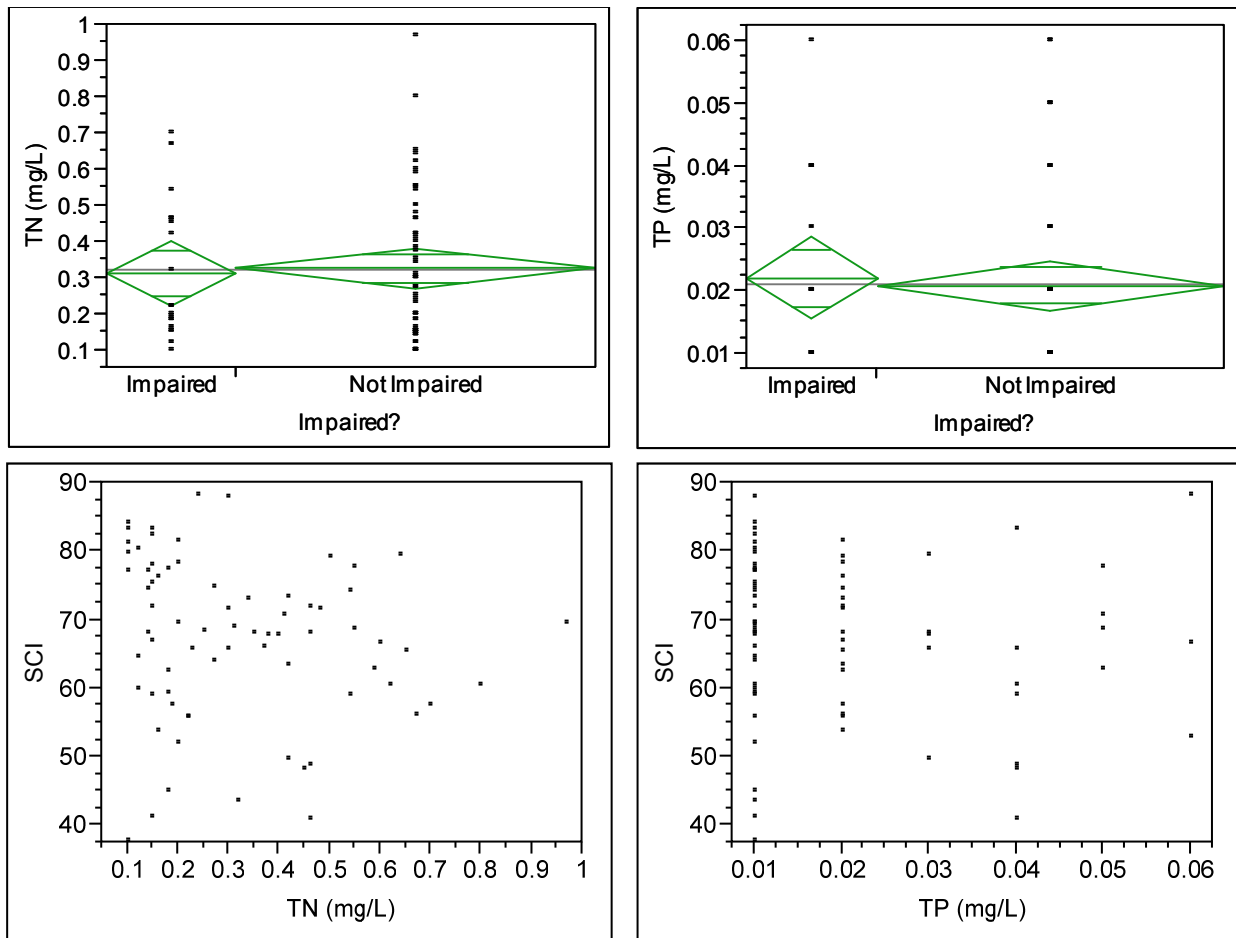 TN (mg/L)
1
0.9
0.8
0.7
0.6
0.5
0.4
0.3
0.2
0.1
Impaired Not Impaired
Impaired?
TP (mg/L)
0.06
0.05
0.04
0.03
0.02
0.01
Impaired Not Impaired
Impaired?
SCI
90
80
70
60
50
40
0.1 0.2 0.3 0.4 0.5 0.6 0.7 0.8 0.9 1
TN (mg/L)
SCI
90
80
70
60
50
40
0.01 0.02 0.03 0.04 0.05 0.06
TP (mg/L)